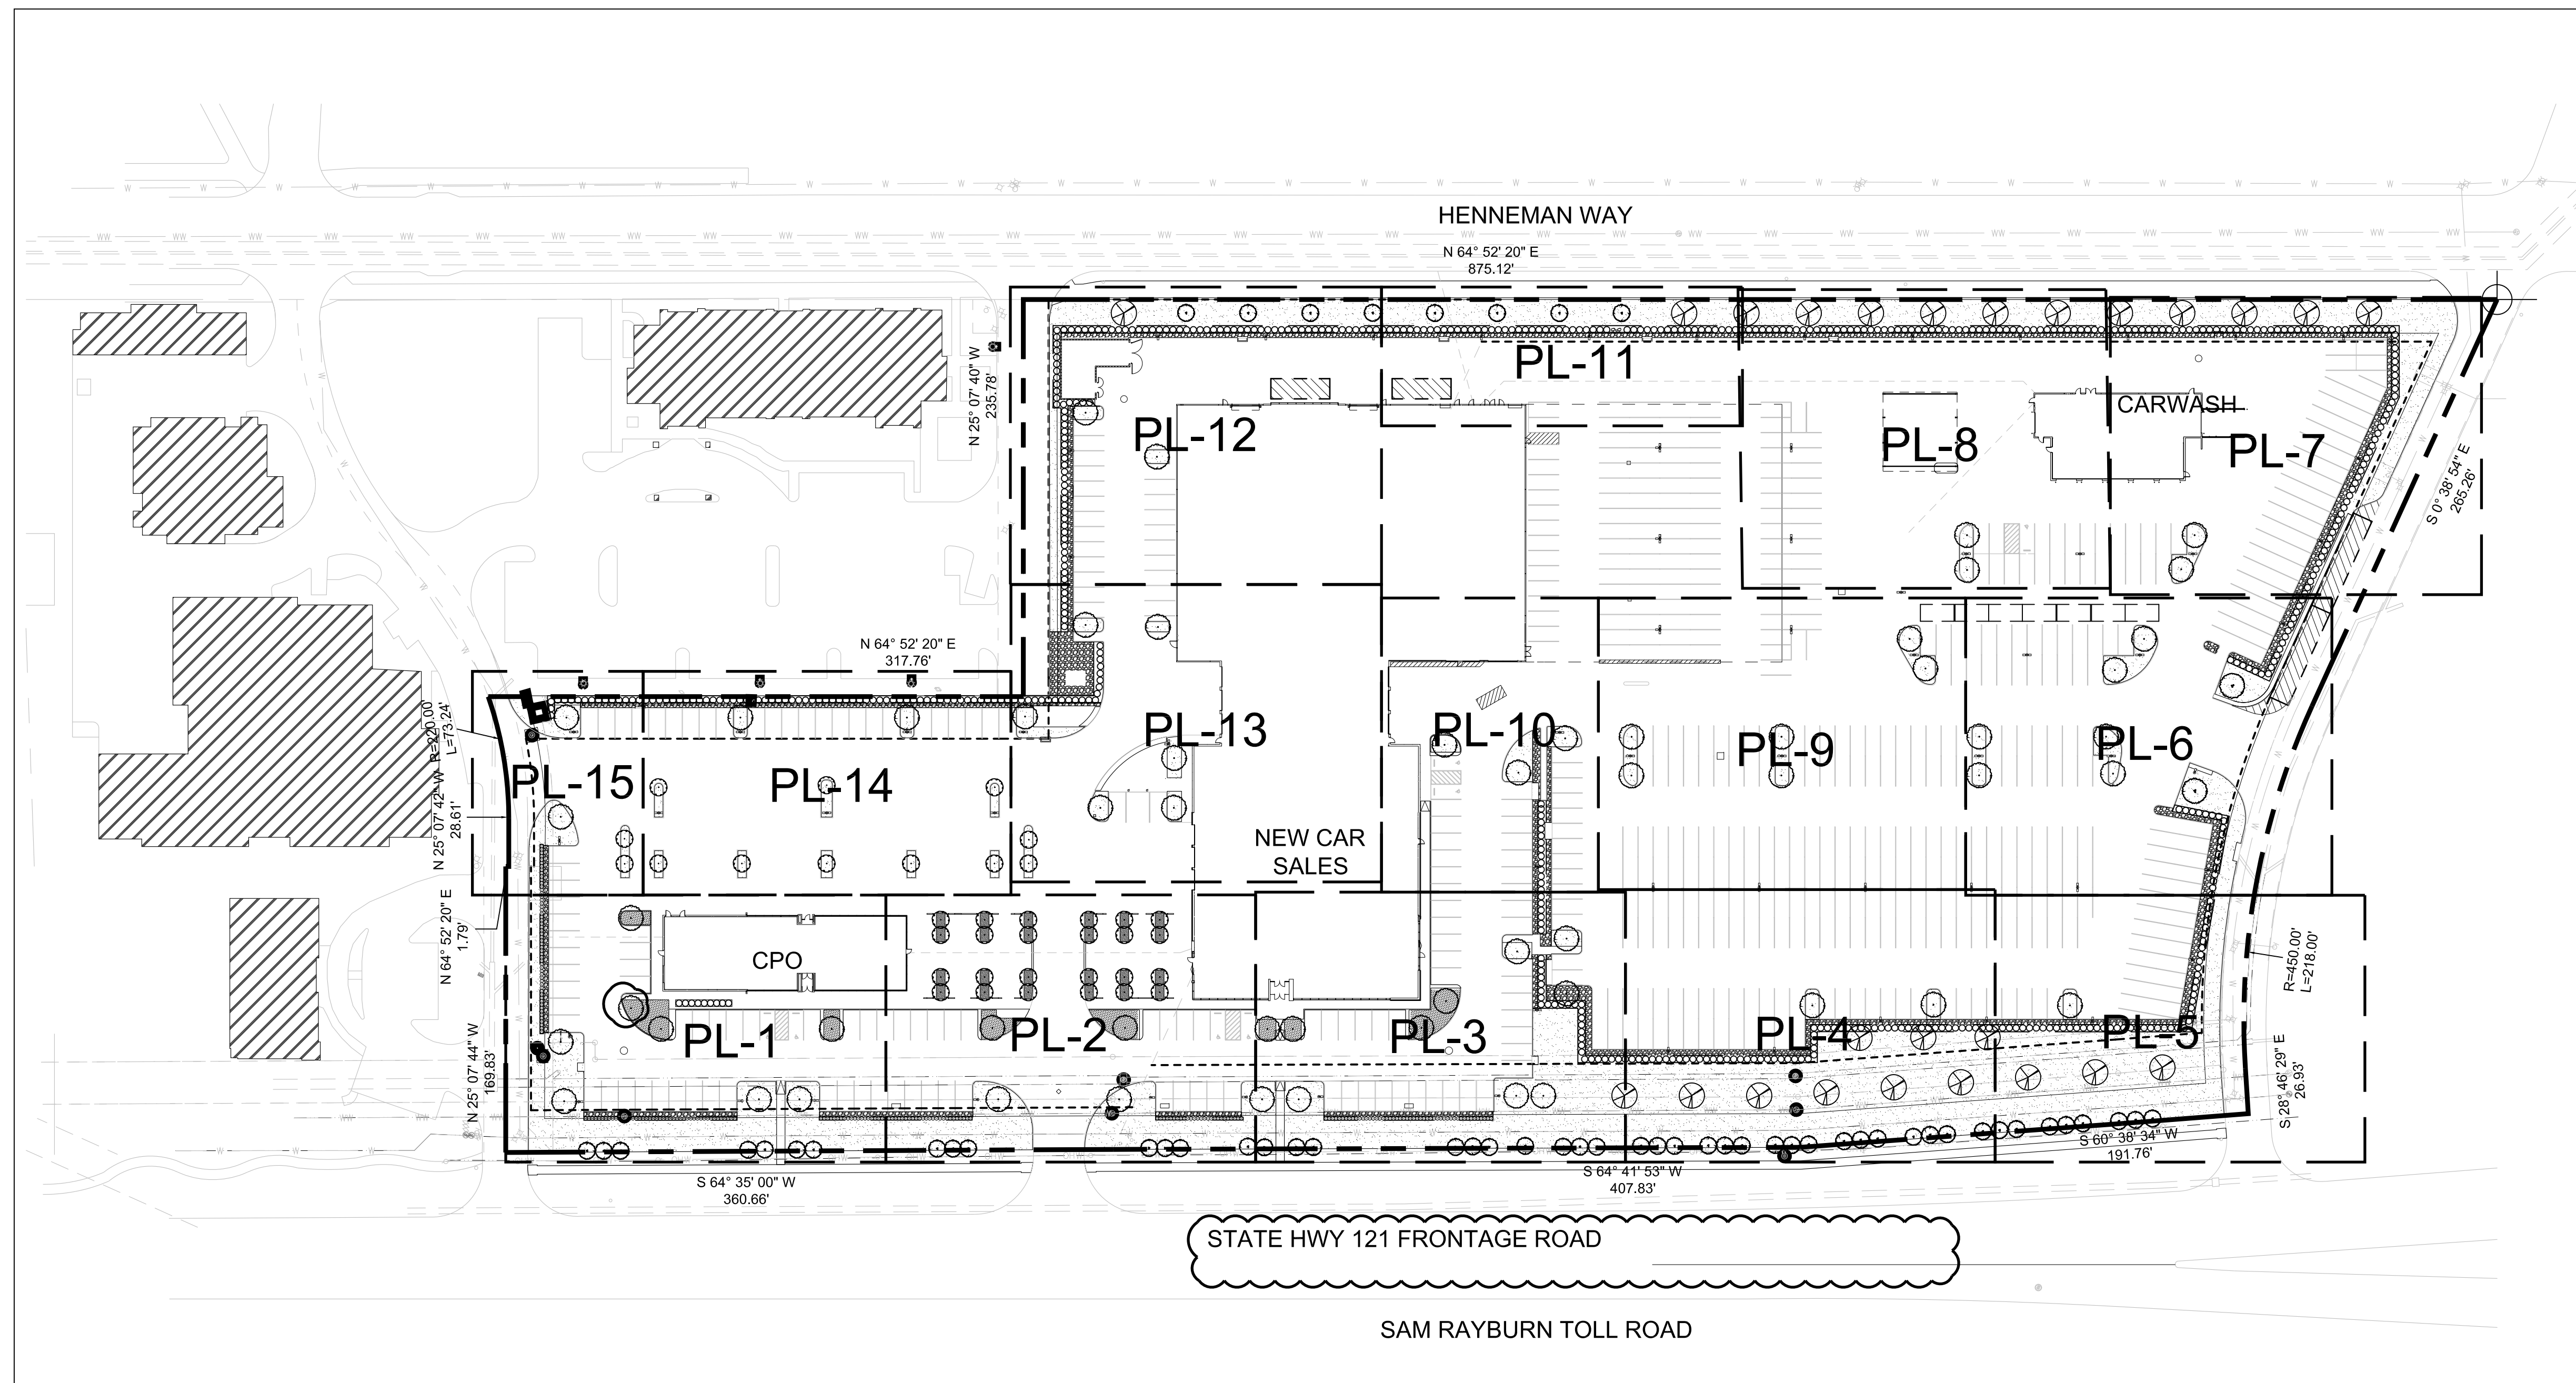 HENNEMAN WAY
N 64° 52' 20" E
875.12'
PL-11
CARWASH
PL-12
PL-8
PL-7
N 25° 07' 40" W
235.78'
S 0° 38' 54" E
265.26'
N 64° 52' 20" E
317.76'
R=220.00'
L=73.24'
N 25° 07' 42" W
28.61'
PL-15
PL-14
PL-13
PL-10
PL-9
PL-6
NEW CAR
SALES
N 64° 52' 20" E
1.79'
CPO
R=450.00'
L=218.00'
PL-1
PL-2
PL-3
PL-4
PL-5
N 25° 07' 44" W
169.83'
S 28° 46' 29" E
26.93'
S 64° 35' 00" W
360.66'
S 64° 41' 53" W
407.83'
S 60° 38' 34" W
191.76'
STATE HWY 121 FRONTAGE ROAD
SAM RAYBURN TOLL ROAD